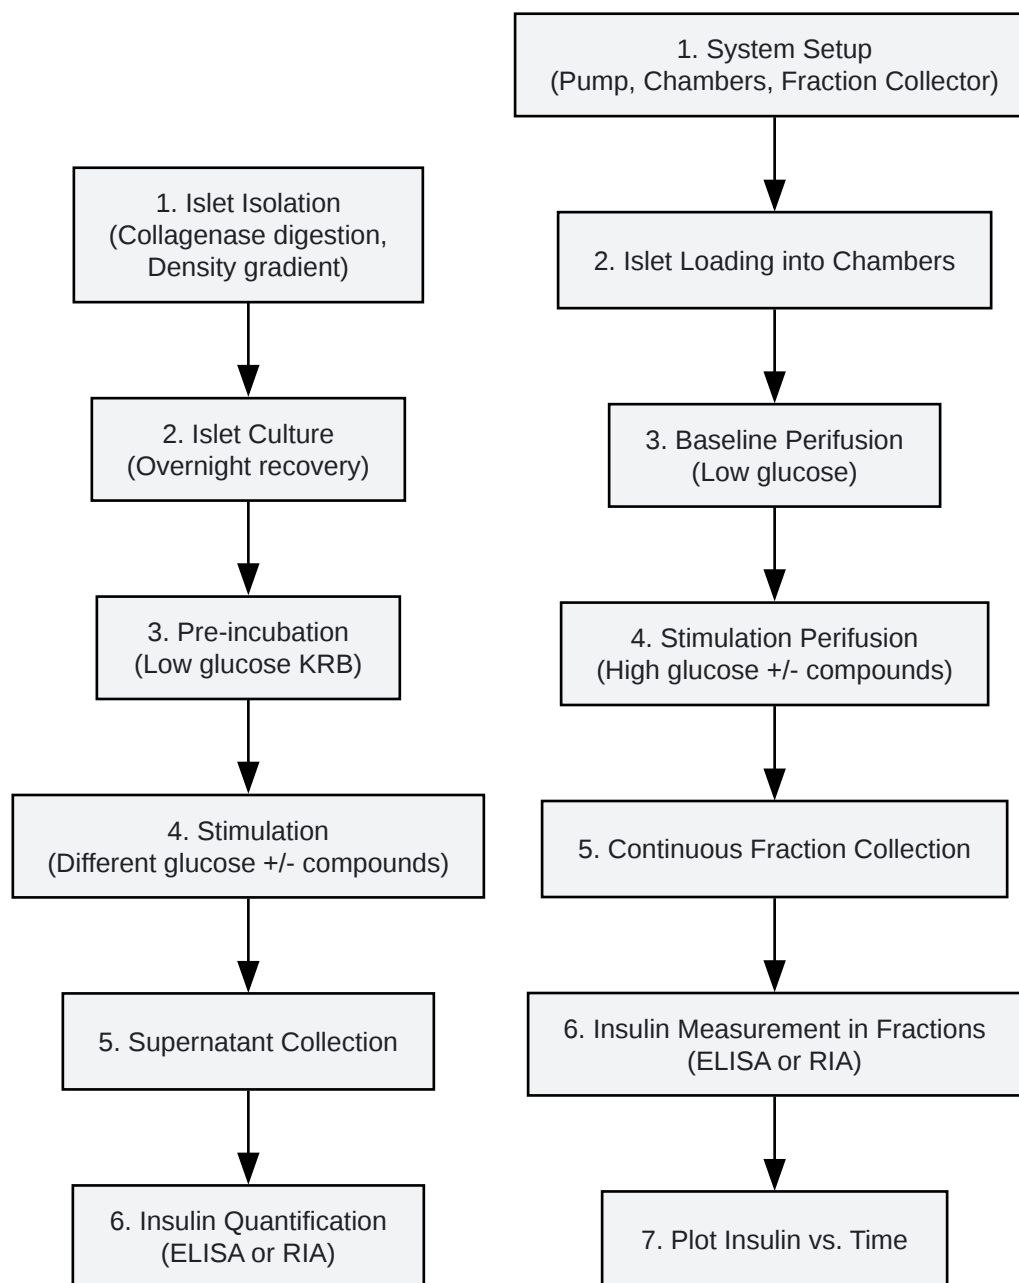 1. Islet Isolation
(Collagenase digestion,
Density gradient)
2. Islet Culture
(Overnight recovery)
3. Pre-incubation
(Low glucose KRB)
4. Stimulation
(Different glucose +/- compounds)
5. Supernatant Collection
6. Insulin Quantification
(ELISA or RIA)
1. System Setup
(Pump, Chambers, Fraction Collector)
2. Islet Loading into Chambers
3. Baseline Perifusion
(Low glucose)
4. Stimulation Perifusion
(High glucose +/- compounds)
5. Continuous Fraction Collection
6. Insulin Measurement in Fractions
(ELISA or RIA)
7. Plot Insulin vs. Time